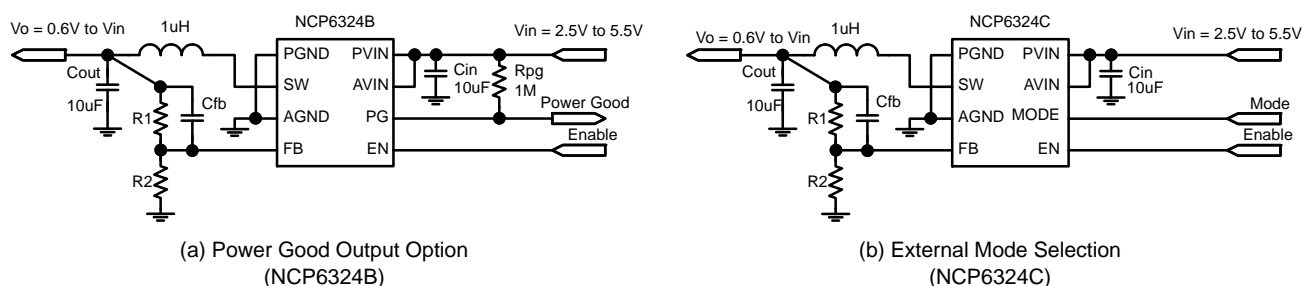 NCP6324B
Vo = 0.6V to Vin
1uH
Vin = 2.5V to 5.5V
PGND
PVIN
Cout
10uF
SW
AVIN
Cin
10uF
Rpg
1M
Cfb
R1
AGND
PG
Power Good
FB
EN
Enable
R2
(a) Power Good Output Option
(NCP6324B)
NCP6324C
Vo = 0.6V to Vin
1uH
Vin = 2.5V to 5.5V
PGND
PVIN
Cout
10uF
SW
AVIN
Cin
10uF
Cfb
R1
AGND
MODE
Mode
FB
EN
Enable
R2
(b) External Mode Selection
(NCP6324C)